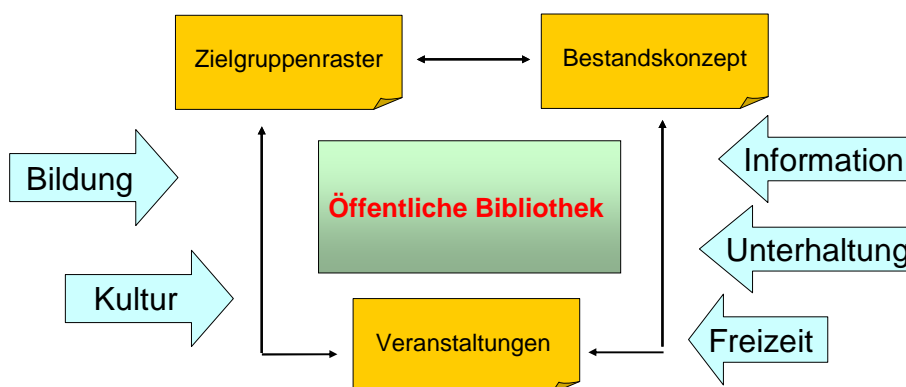 Zielgruppenraster
Bestandskonzept
Bildung
Information
Öffentliche Bibliothek
Unterhaltung
Kultur
Veranstaltungen
Freizeit